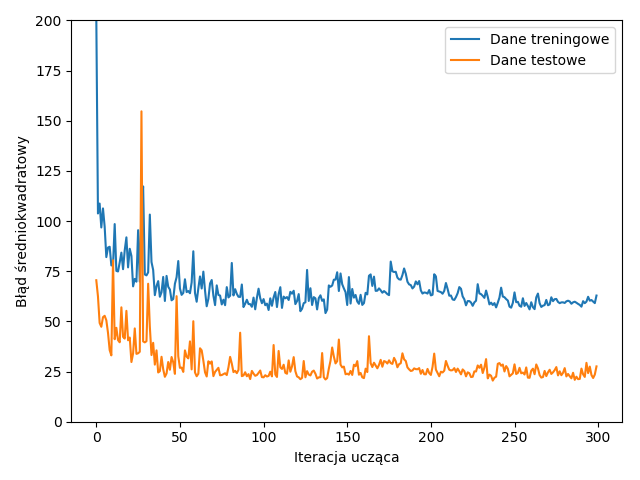 Dane treningowe
Dane testowe
Błąd średniokwadratowy
200
175
150
125
100
75
50
25
0
0 50 100 150 200 250 300
Iteracja ucząca